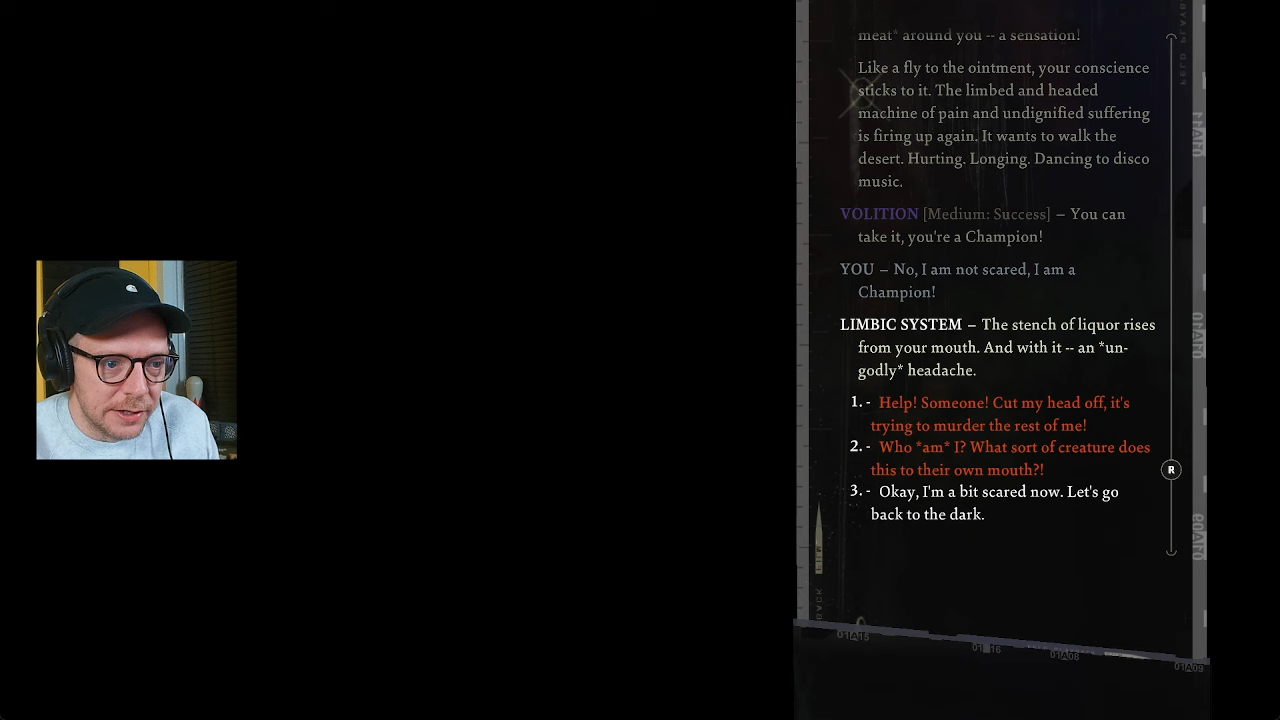 meat* around you -- a sensation!
Like a fly to the ointment, your conscience
sticks to it. The limbed and headed
machine of pain and undignified suffering
is firing up again. It wants to walk the
desert. Hurting. Longing. Dancing to disco
music.
VOLITION [Medium: Success] – You can
take it, you're a Champion!
YOU – No, I am not scared, I am a
Champion!
LIMBIC SYSTEM – The stench of liquor rises
from your mouth. And with it -- an *un-
godly* headache.
1. - Help! Someone! Cut my head off, it's
trying to murder the rest of me!
2. - Who *am* I? What sort of creature does
this to their own mouth?!
R
3. - Okay, I'm a bit scared now. Let's go
back to the dark.
01A15
01A08
01A09